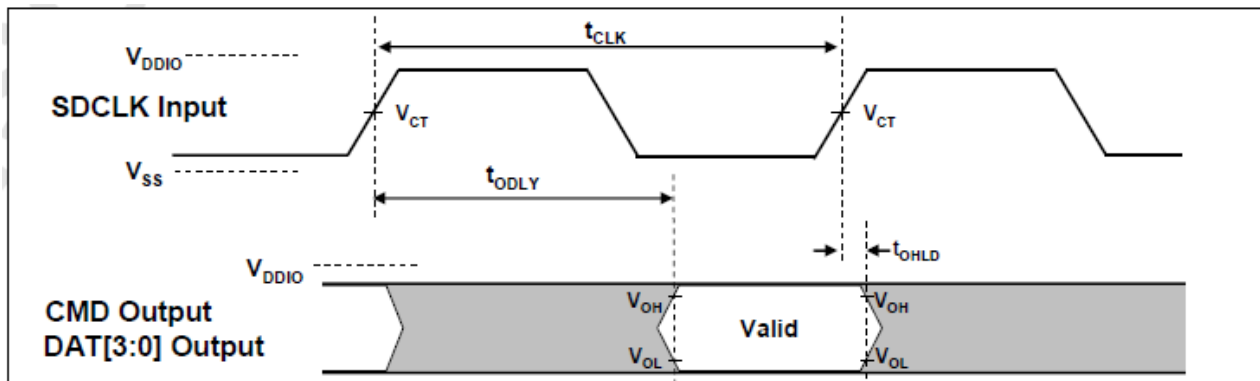 tCLK
VDDIO
SDCLK Input
VCT
VCT
VSS
tODLY
tOHLD
VDDIO
CMD Output
DAT[3:0] Output
VOH
Valid
VOH
VOL
VOL